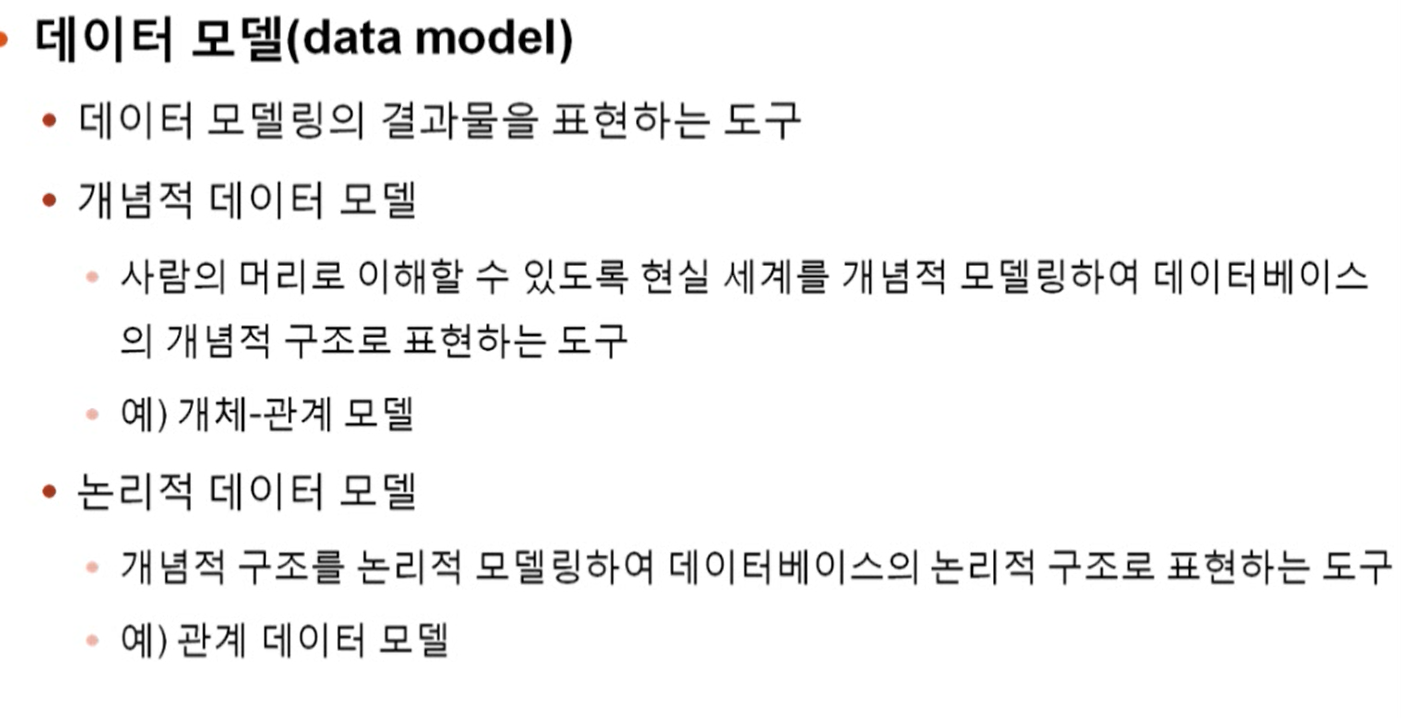 • 데이터 모델(data model)
• 데이터 모델링의 결과물을 표현하는 도구
• 개념적 데이터 모델
• 사람의 머리로 이해할 수 있도록 현실 세계를 개념적 모델링하여 데이터베이스
의 개념적 구조로 표현하는 도구
• 예) 개체-관계 모델
• 논리적 데이터 모델
• 개념적 구조를 논리적 모델링하여 데이터베이스의 논리적 구조로 표현하는 도구
• 예) 관계 데이터 모델